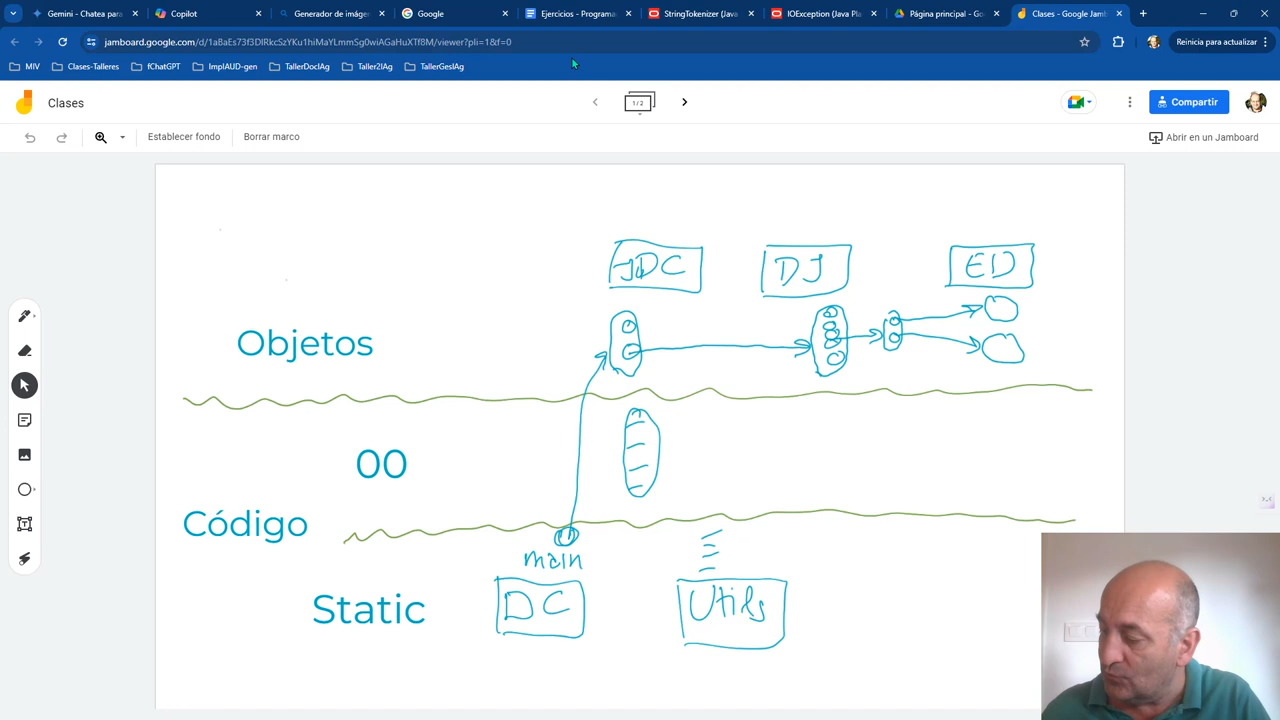 Gemini - Chatea para
Copilot
Generador de imáge
Google
Ejercicios - Programa
StringTokenizer (Java
IOException (Java Pla
Página principal - Go
Clases - Google Jamb
jamboard.google.com/d/1aBaEs73f3DIRkcSzYKu1hiMaYLmmSg0wiAGaHuXTf8M/viewer?pli=1&f=0
Reinicia para actualizar
MIV
Clases-Talleres
fChatGPT
ImplAUD-gen
TallerDocIAg
Taller2IAg
TallerGesIAg
Clases
1 / 2
Compartir
Establecer fondo
Borrar marco
Abrir en un Jamboard
JDC
DJ
ED
Objetos
OO
Código
main
Static
DC
Utils